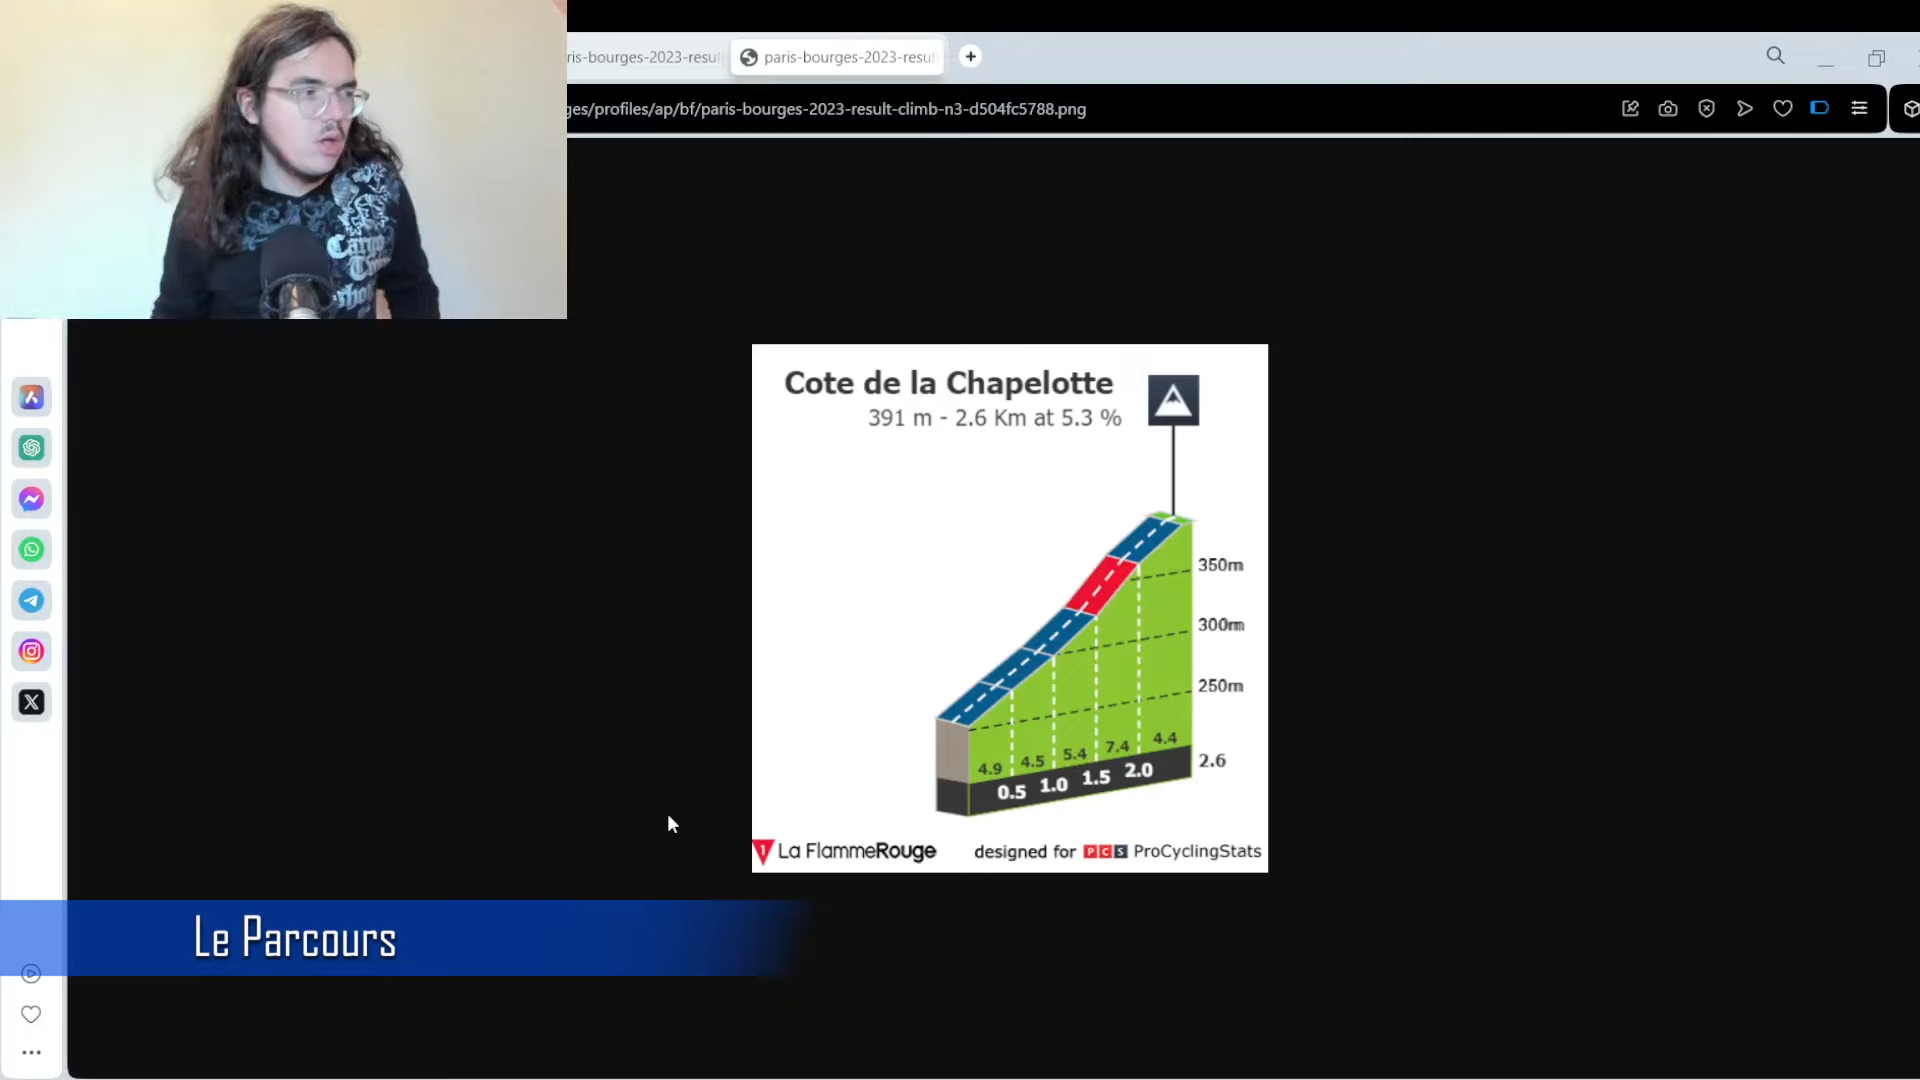 ris-bourges-2023-resul
paris-bourges-2023-resu
ges/profiles/ap/bf/paris-bourges-2023-result-climb-n3-d504fc5788.png
Cote de la Chapelotte
391 m - 2.6 Km at 5.3 %
350m
300m
250m
4.9 4.5 5.4 7.4 4.4
0.5 1.0 1.5 2.0 2.6
1 La FlammeRouge designed for PCS ProCyclingStats
Le Parcours